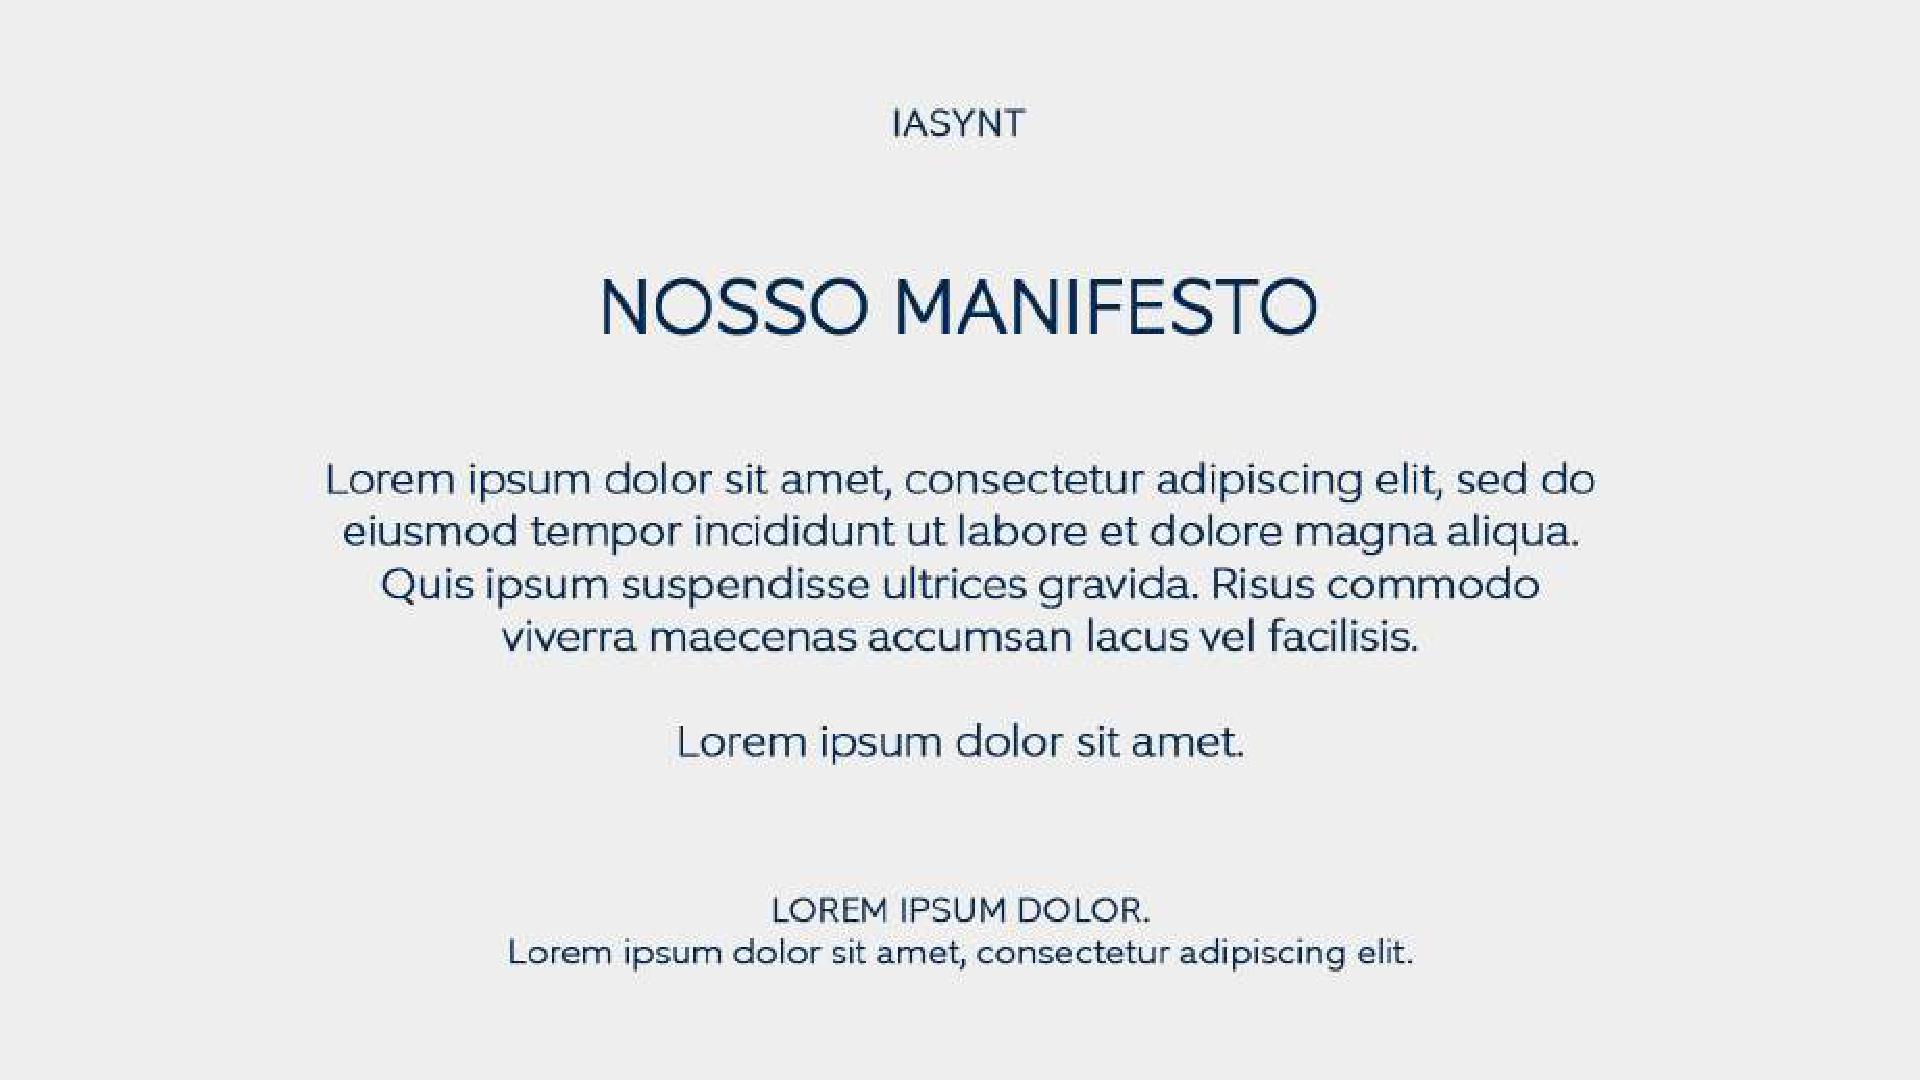 IASYNT
NOSSO MANIFESTO
Lorem ipsum dolor sit amet, consectetur adipiscing elit, sed do
eiusmod tempor incididunt ut labore et dolore magna aliqua.
Quis ipsum suspendisse ultrices gravida. Risus commodo
viverra maecenas accumsan lacus vel facilisis.
Lorem ipsum dolor sit amet.
LOREM IPSUM DOLOR.
Lorem ipsum dolor sit amet, consectetur adipiscing elit.